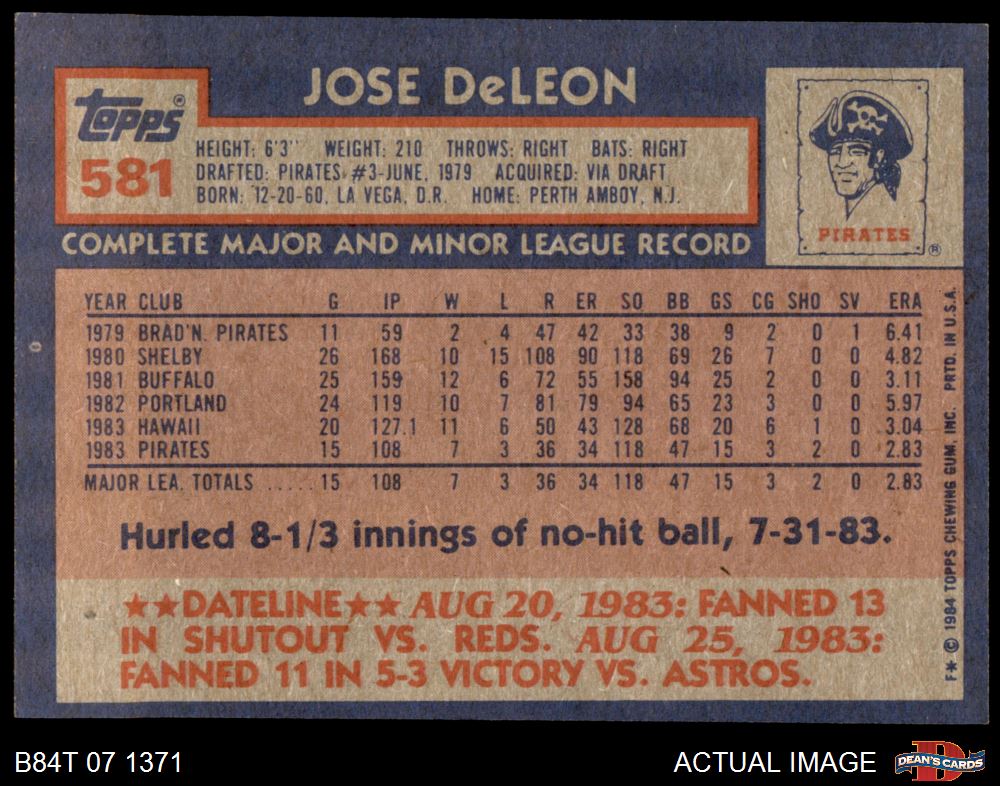 JOSE DeLEON
Topps®
581
HEIGHT: 6'3" WEIGHT: 210 THROWS: RIGHT BATS: RIGHT
DRAFTED: PIRATES #3-JUNE, 1979 ACQUIRED: VIA DRAFT
BORN: 12-20-60, LA VEGA, D.R. HOME: PERTH AMBOY, N.J.
PIRATES ®
COMPLETE MAJOR AND MINOR LEAGUE RECORD
YEAR CLUB G IP W L R ER SO BB GS CG SHO SV ERA
1979 BRAD'N. PIRATES 11 59 2 4 47 42 33 38 9 2 0 1 6.41
1980 SHELBY 26 168 10 15 108 90 118 69 26 7 0 0 4.82
1981 BUFFALO 25 159 12 6 72 55 158 94 25 2 0 0 3.11
1982 PORTLAND 24 119 10 7 81 79 94 65 23 3 0 0 5.97
1983 HAWAII 20 127.1 11 6 50 43 128 68 20 6 1 0 3.04
1983 PIRATES 15 108 7 3 36 34 118 47 15 3 2 0 2.83
MAJOR LEA. TOTALS ..... 15 108 7 3 36 34 118 47 15 3 2 0 2.83
Hurled 8-1/3 innings of no-hit ball, 7-31-83.
★★DATELINE★★ AUG 20, 1983: FANNED 13
IN SHUTOUT VS. REDS. AUG 25, 1983:
FANNED 11 IN 5-3 VICTORY VS. ASTROS.
F* © 1984 TOPPS CHEWING GUM, INC. PRTD. IN U.S.A.
B84T 07 1371
ACTUAL IMAGE
D
DEAN'S CARDS